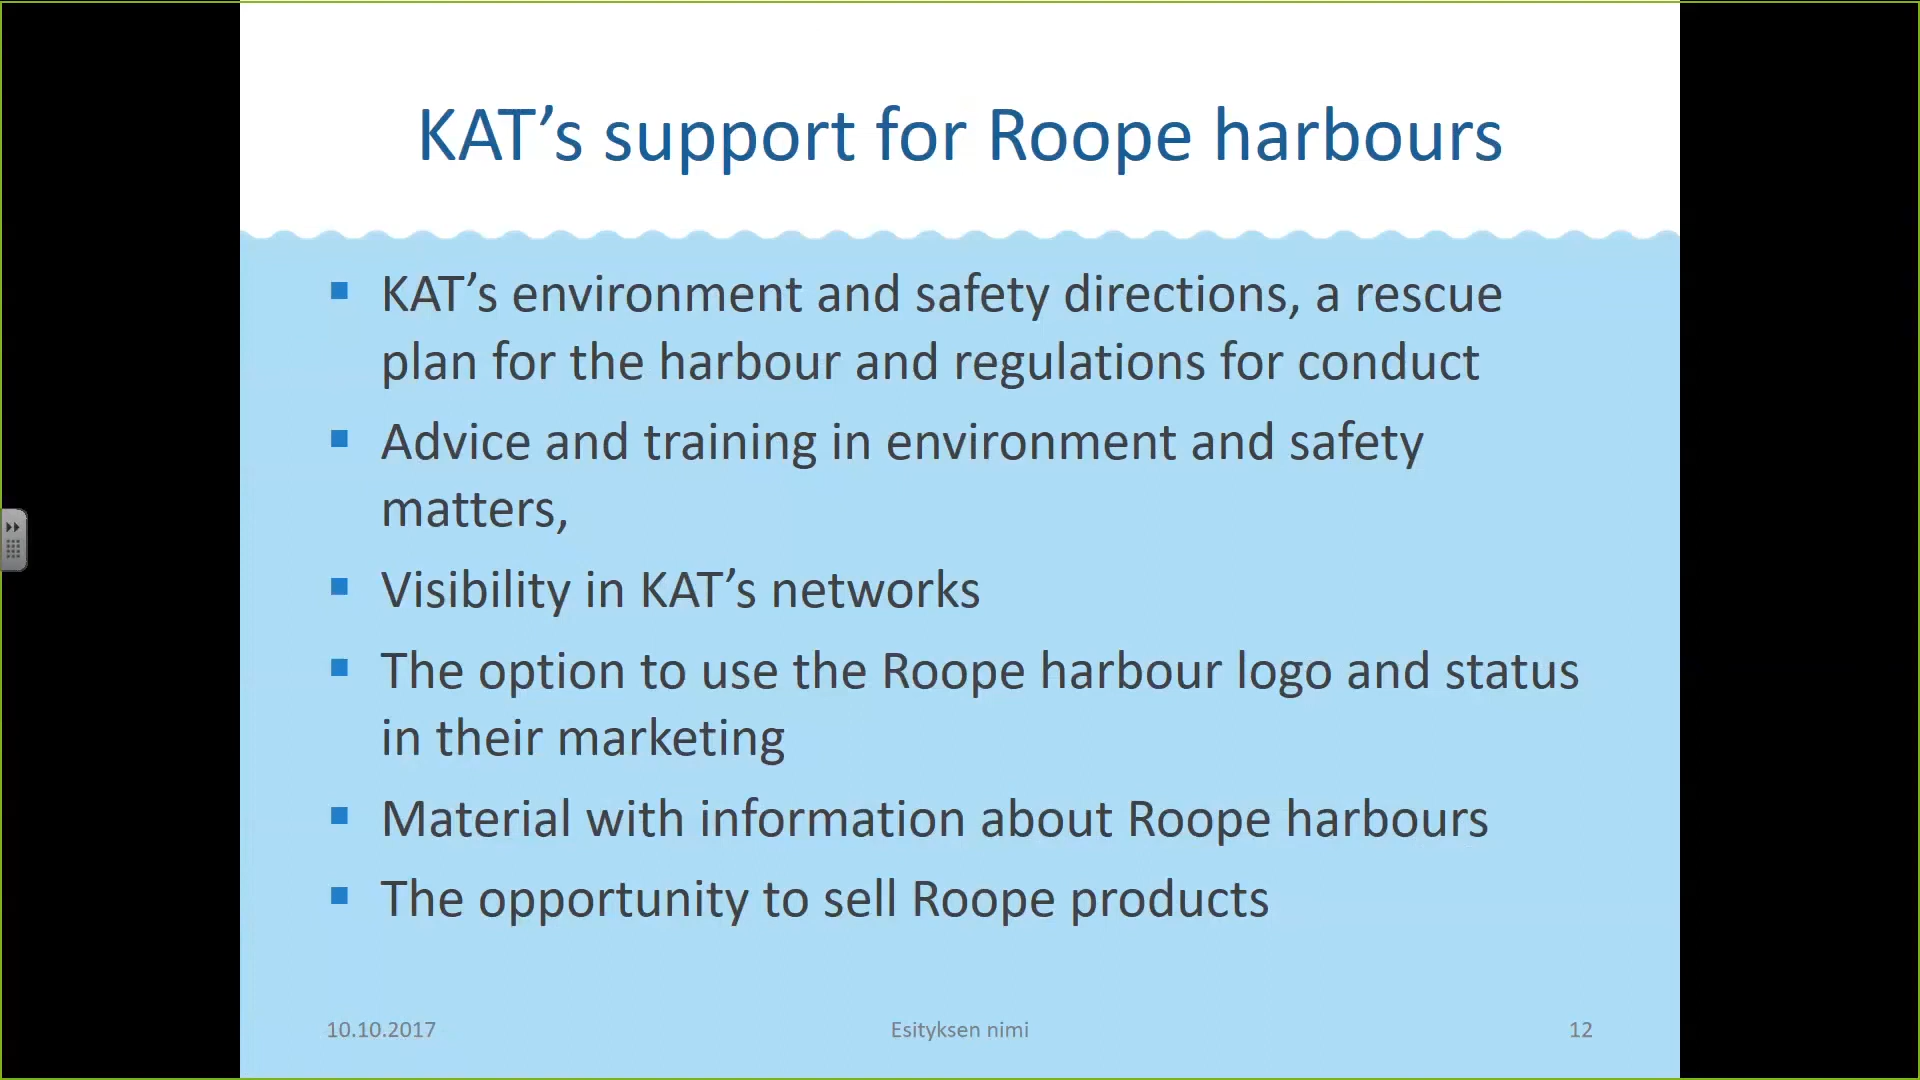 KAT’s support for Roope harbours
KAT’s environment and safety directions, a rescue
plan for the harbour and regulations for conduct
Advice and training in environment and safety
matters,
Visibility in KAT’s networks
The option to use the Roope harbour logo and status
in their marketing
Material with information about Roope harbours
The opportunity to sell Roope products
10.10.2017
Esityksen nimi
12